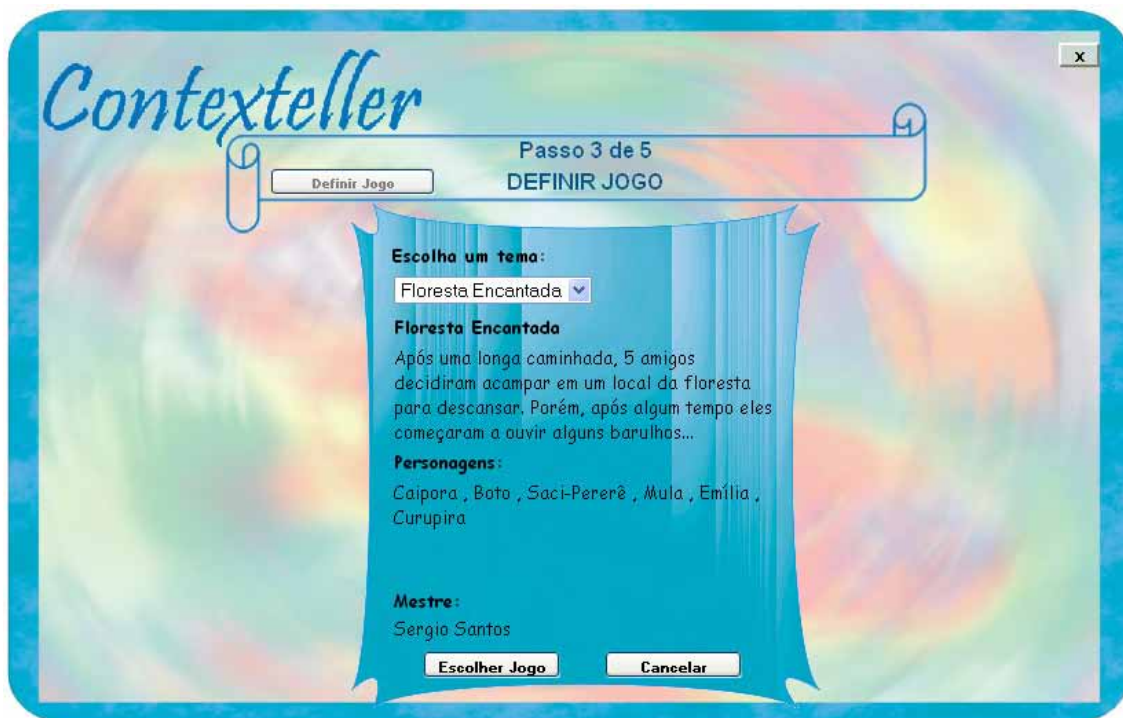 x
Contexteller
Passo 3 de 5
Definir Jogo
DEFINIR JOGO
Escolha um tema:
Floresta Encantada
Floresta Encantada
Após uma longa caminhada, 5 amigos
decidiram acampar em um local da floresta
para descansar. Porém, após algum tempo eles
começaram a ouvir alguns barulhos...
Personagens:
Caipora , Boto , Saci-Pererê , Mula , Emília ,
Curupira
Mestre:
Sergio Santos
Escolher Jogo
Cancelar